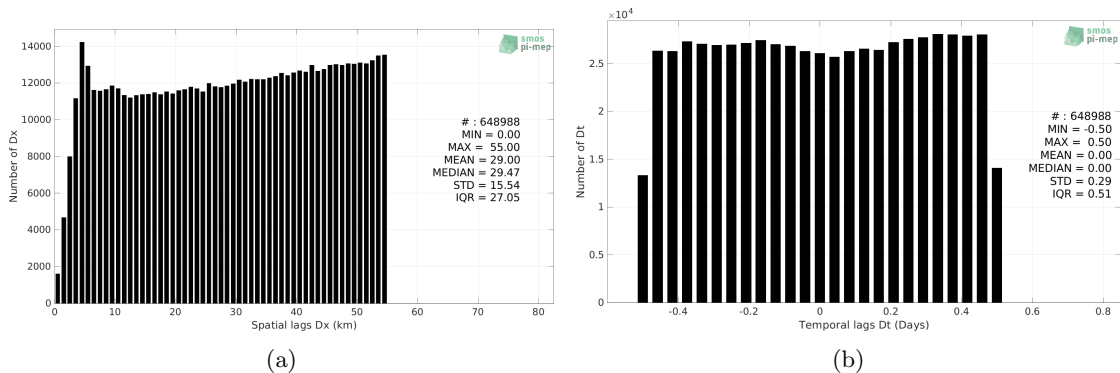 14000
12000
10000
8000
6000
4000
2000
0
Number of Dx
0 10 20 30 40 50 60 70 80
Spatial lags Dx (km)
smos
pi-mep
# : 648988
MIN = 0.00
MAX = 55.00
MEAN = 29.00
MEDIAN = 29.47
STD = 15.54
IQR = 27.05
(a)
×10⁴
2.5
2
1.5
1
0.5
0
Number of Dt
-0.4 -0.2 0 0.2 0.4 0.6 0.8
Temporal lags Dt (Days)
smos
pi-mep
# : 648988
MIN = -0.50
MAX = 0.50
MEAN = 0.00
MEDIAN = 0.00
STD = 0.29
IQR = 0.51
(b)